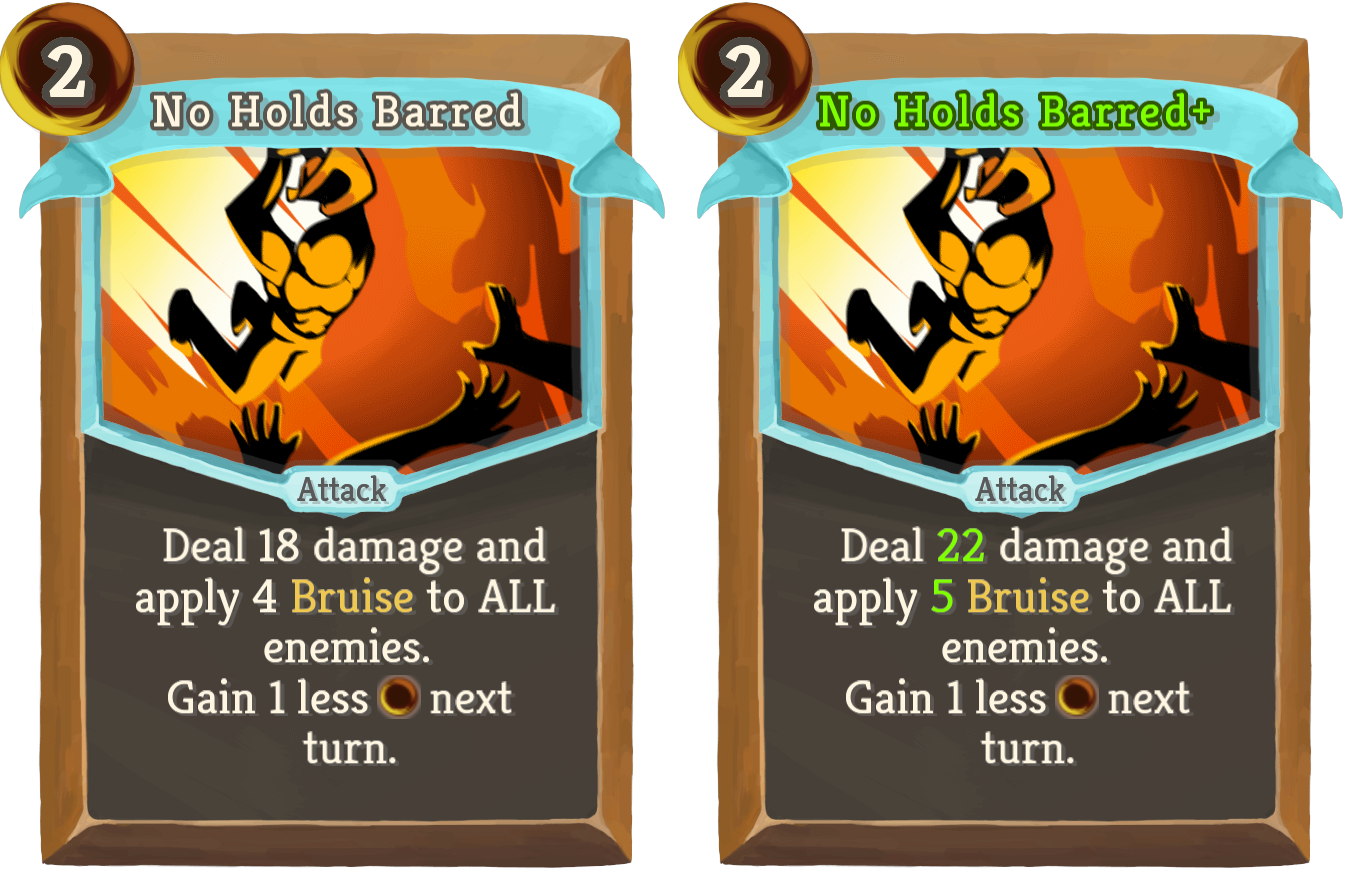 2
No Holds Barred
Attack
Deal 18 damage and
apply 4 Bruise to ALL
enemies.
Gain 1 less next
turn.
2
No Holds Barred+
Attack
Deal 22 damage and
apply 5 Bruise to ALL
enemies.
Gain 1 less next
turn.